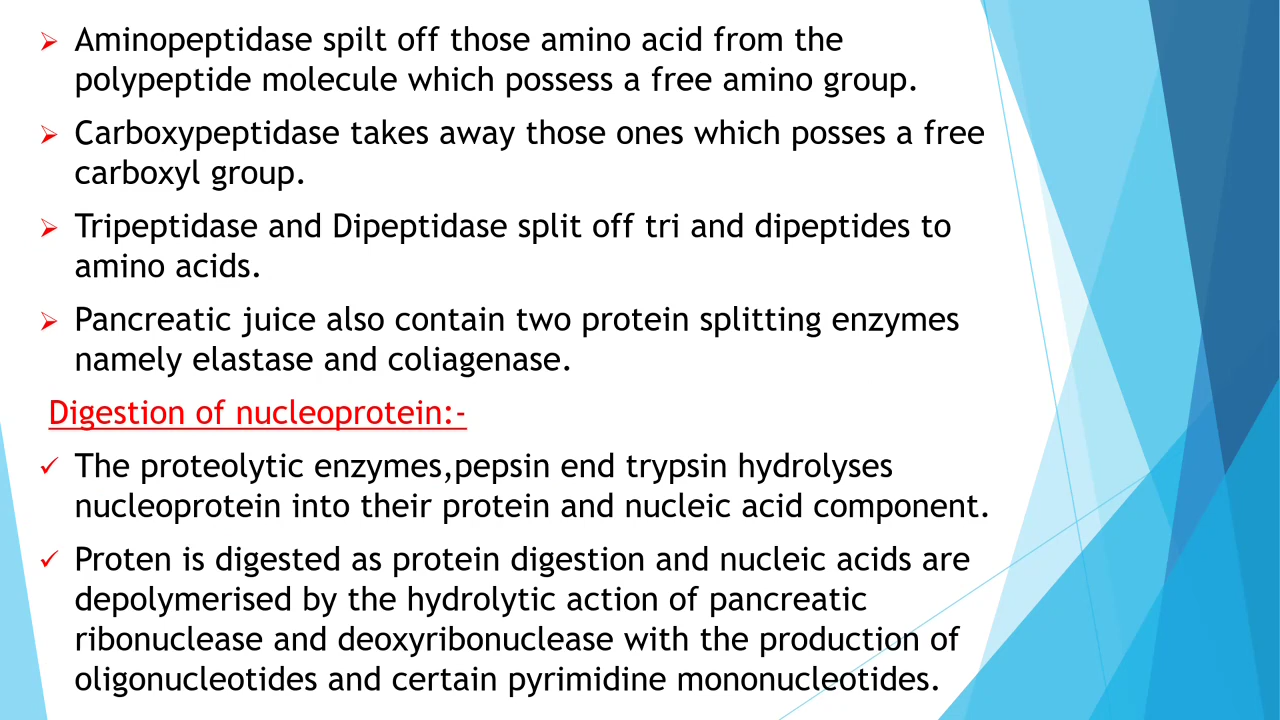 Aminopeptidase spilt off those amino acid from the
polypeptide molecule which possess a free amino group.
Carboxypeptidase takes away those ones which posses a free
carboxyl group.
Tripeptidase and Dipeptidase split off tri and dipeptides to
amino acids.
Pancreatic juice also contain two protein splitting enzymes
namely elastase and coliagenase.
Digestion of nucleoprotein:-
The proteolytic enzymes,pepsin end trypsin hydrolyses
nucleoprotein into their protein and nucleic acid component.
Proten is digested as protein digestion and nucleic acids are
depolymerised by the hydrolytic action of pancreatic
ribonuclease and deoxyribonuclease with the production of
oligonucleotides and certain pyrimidine mononucleotides.